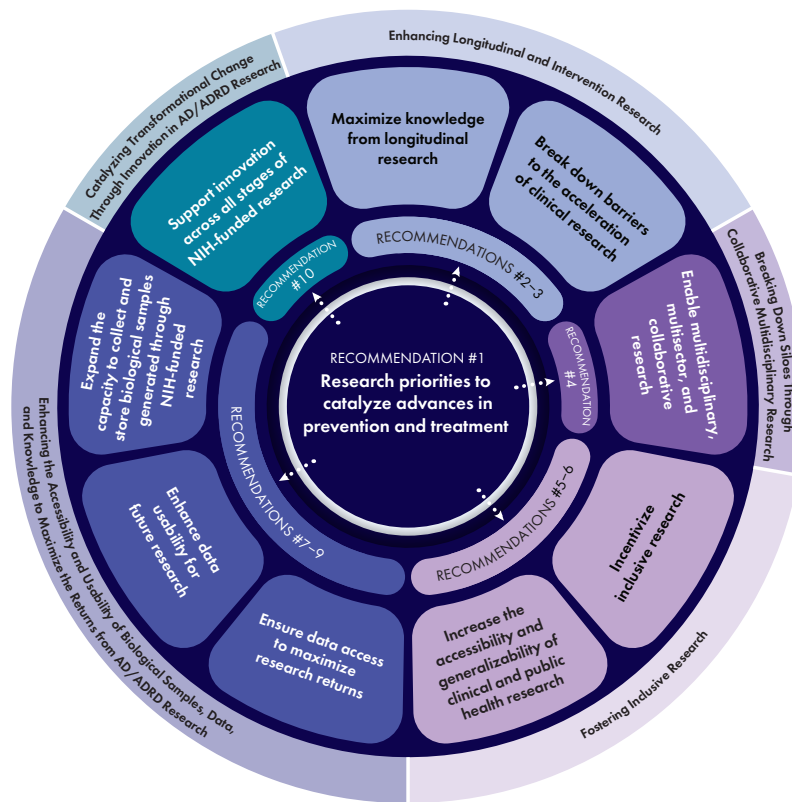 Enhancing Longitudinal and Intervention Research
Maximize knowledge
from longitudinal
research
Break down barriers
to the acceleration
of clinical research
RECOMMENDATIONS #2–3
Breaking Down Siloes Through
Collaborative Multidisciplinary Research
Enable multidisciplinary,
multisector, and
collaborative
research
RECOMMENDATION
#4
Fostering Inclusive Research
Incentivize
inclusive research
Increase the
accessibility and
generalizability of
clinical and public
health research
RECOMMENDATIONS #5–6
Enhancing the Accessibility and Usability of Biological Samples, Data,
and Knowledge to Maximize the Returns from AD/ADRD Research
Ensure data access
to maximize
research returns
Enhance data
usability for
future research
Expand the
capacity to collect and
store biological samples
generated through
NIH-funded
research
RECOMMENDATIONS #7–9
Catalyzing Transformational Change
Through Innovation in AD/ADRD Research
Support innovation
across all stages of
NIH-funded research
RECOMMENDATION
#10
RECOMMENDATION #1
Research priorities to
catalyze advances in
prevention and treatment